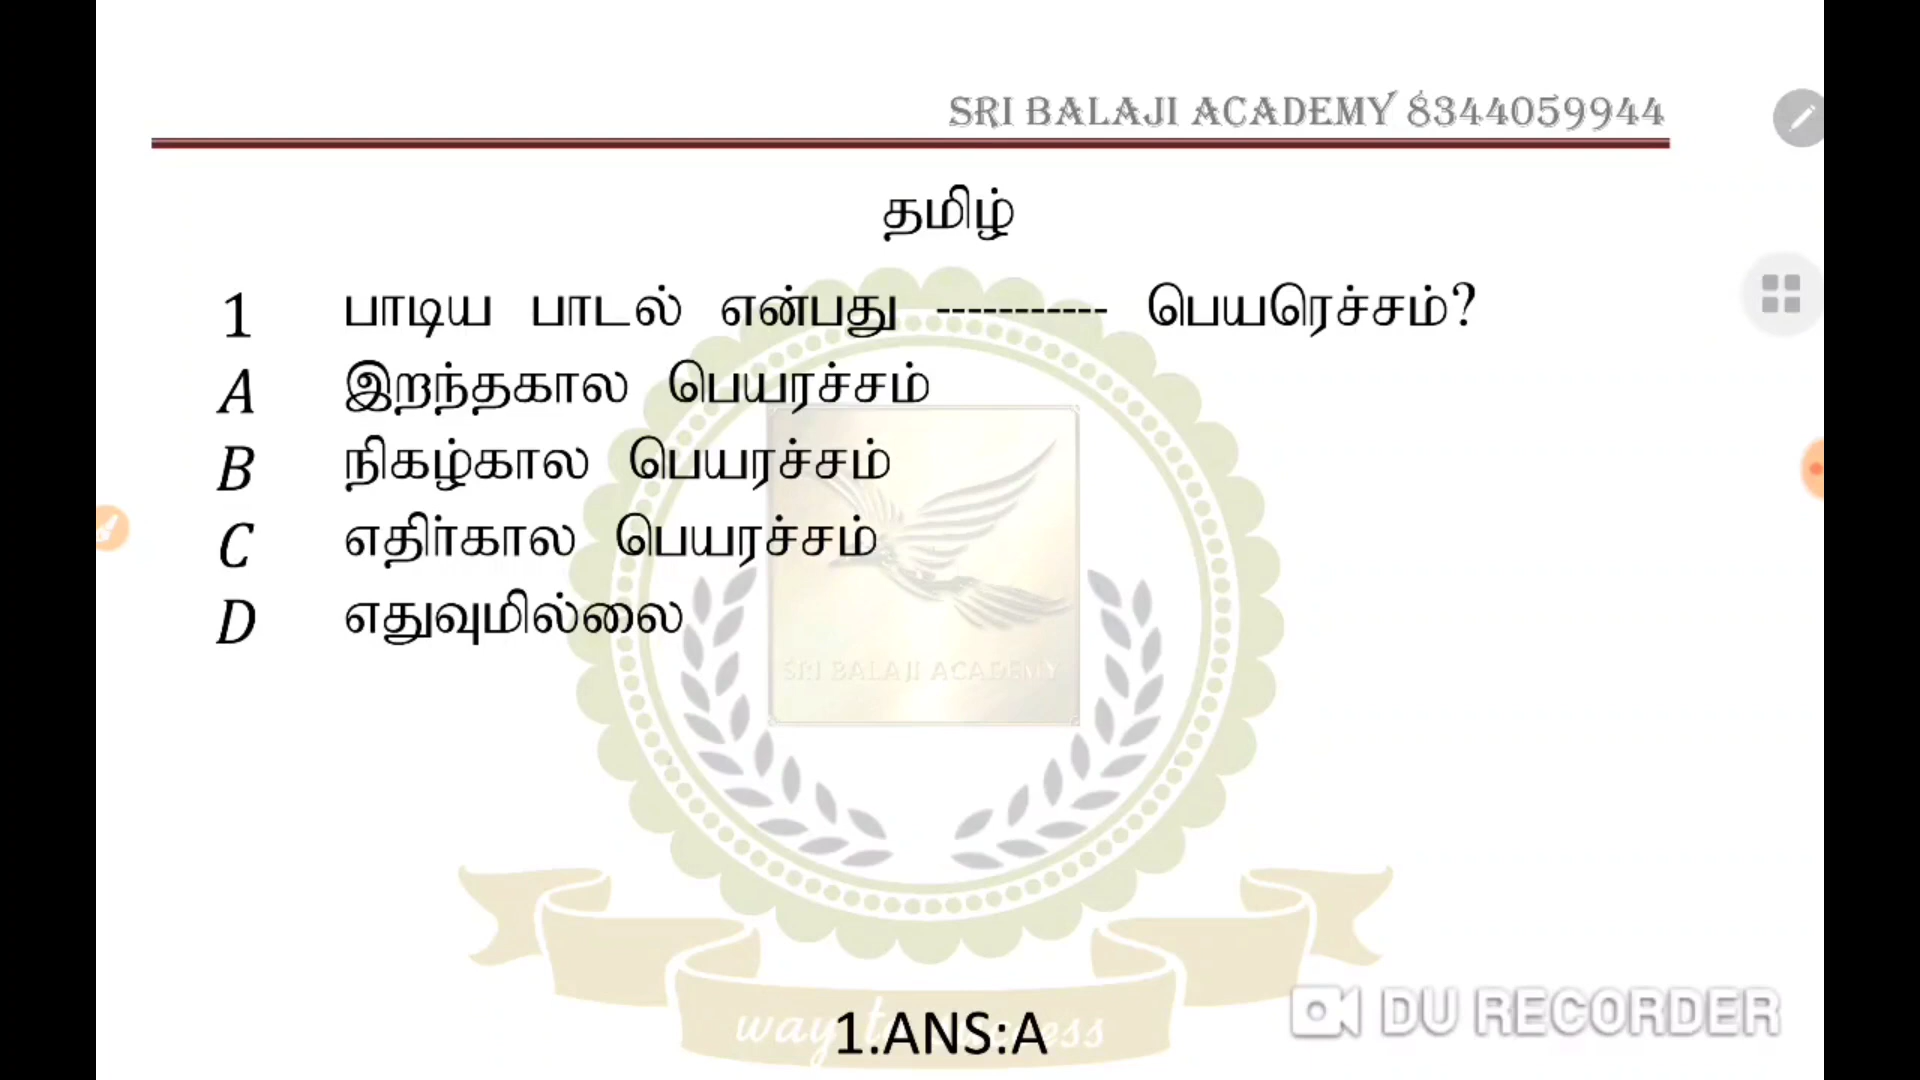 SRI BALAJI ACADEMY 8344059944
தமிழ்
1 பாடிய பாடல் என்பது ----------- பெயரெச்சம்?
A இறந்தகால பெயரச்சம்
B நிகழ்கால பெயரச்சம்
C எதிர்கால பெயரச்சம்
D எதுவுமில்லை
SRI BALAJI ACADEMY
way
1.ANS:A
DU RECORDER